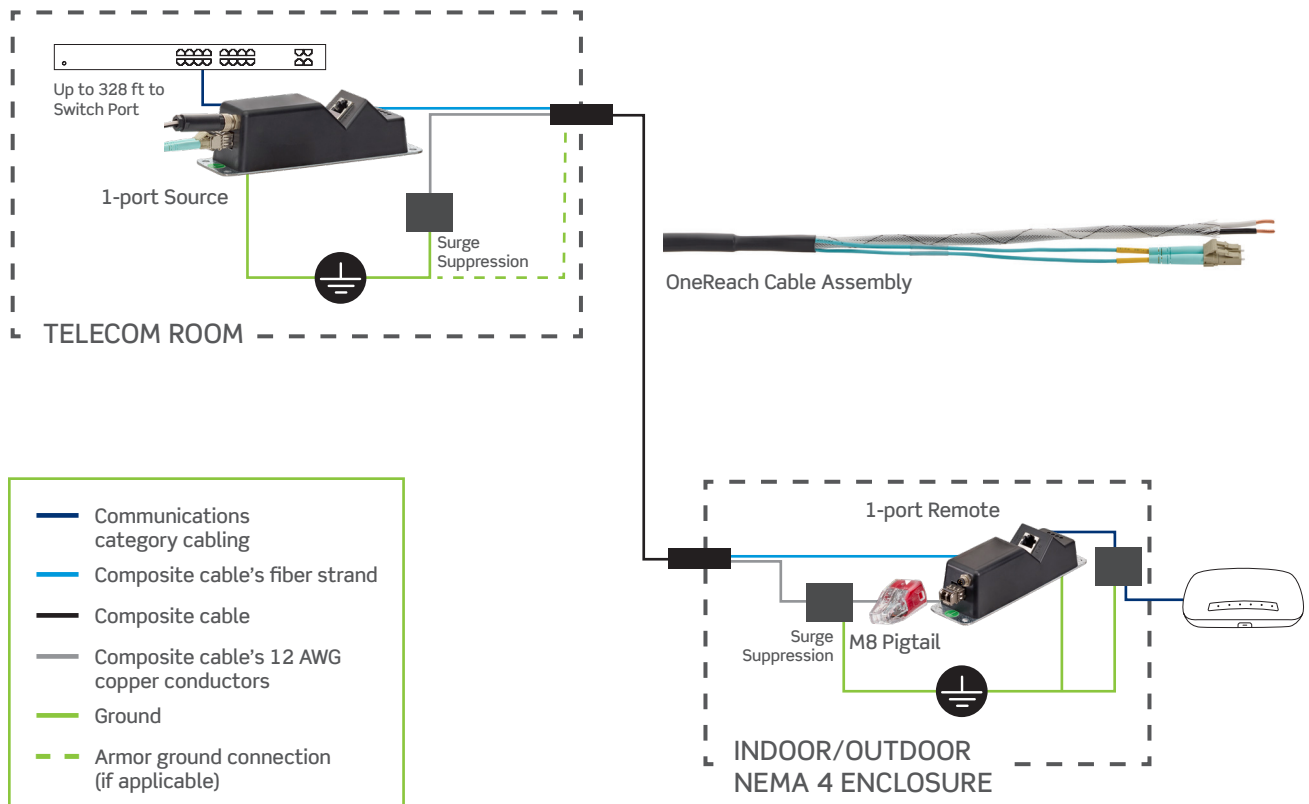 Up to 328 ft to
Switch Port
1-port Source
Surge
Suppression
TELECOM ROOM
OneReach Cable Assembly
Communications
category cabling
Composite cable's fiber strand
Composite cable
Composite cable's 12 AWG
copper conductors
Ground
Armor ground connection
(if applicable)
1-port Remote
Surge
Suppression
M8 Pigtail
INDOOR/OUTDOOR
NEMA 4 ENCLOSURE